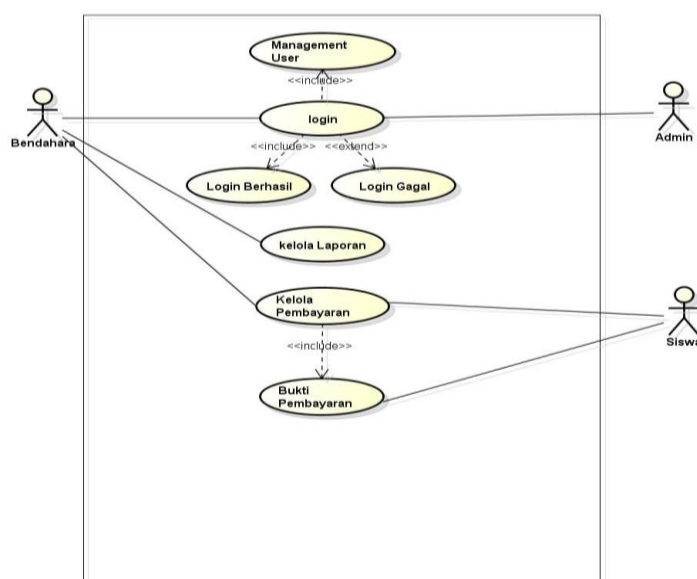 Management
User
<<include>>
login
Bendahara
Admin
<<include>>
<<extend>>
Login Berhasil
Login Gagal
kelola Laporan
Kelola
Pembayaran
Siswa
<<include>>
Bukti
Pembayaran